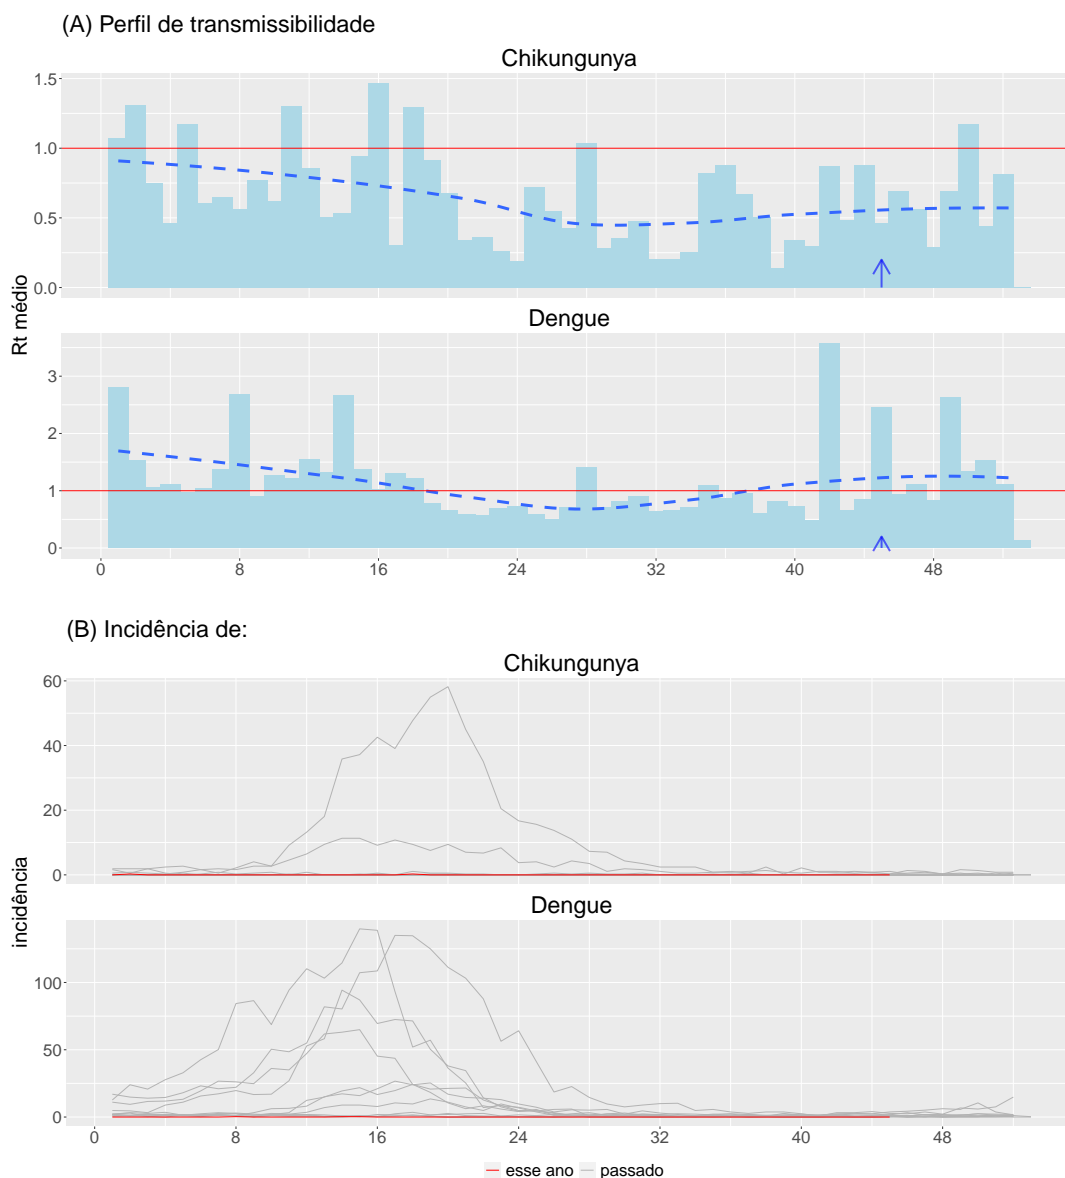 (A) Perfil de transmissibilidade
Chikungunya
1.5
1.0
0.5
0.0
Rt médio
Dengue
3
2
1
0
0 8 16 24 32 40 48
(B) Incidência de:
Chikungunya
60
40
20
0
incidência
Dengue
100
50
0
0 8 16 24 32 40 48
esse ano passado